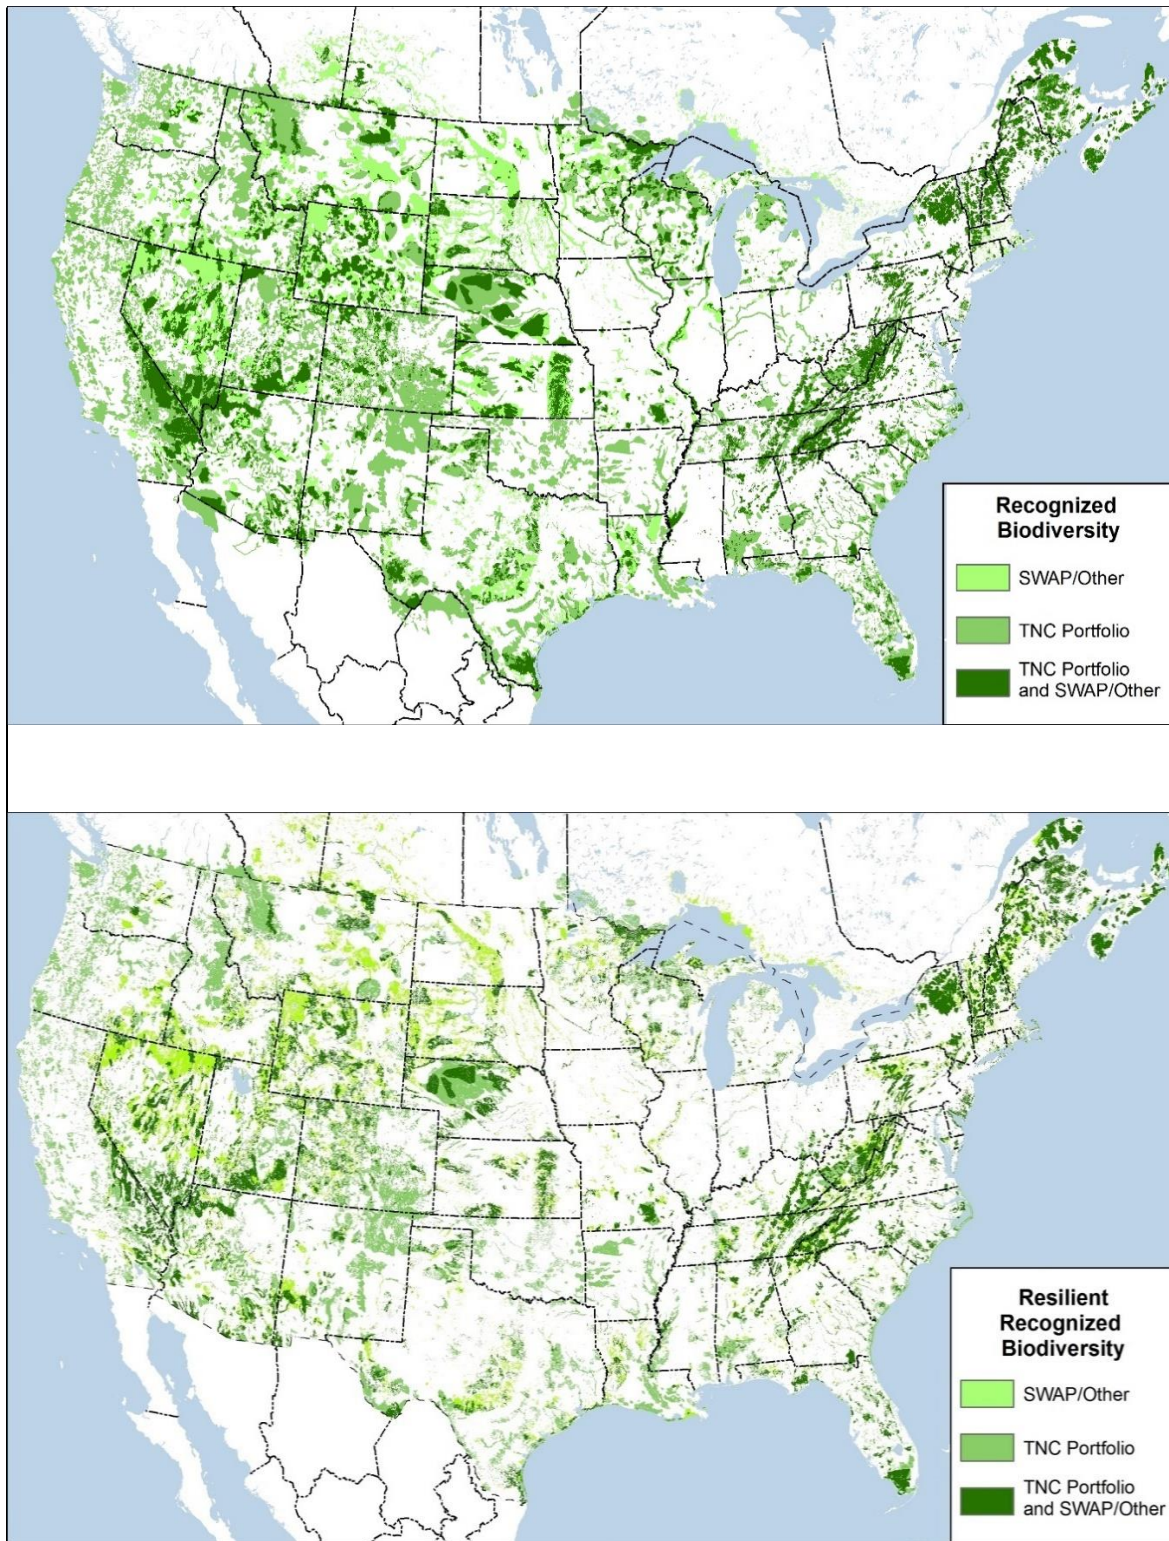 Recognized
Biodiversity
SWAP/Other
TNC Portfolio
TNC Portfolio
and SWAP/Other
Resilient
Recognized
Biodiversity
SWAP/Other
TNC Portfolio
TNC Portfolio
and SWAP/Other